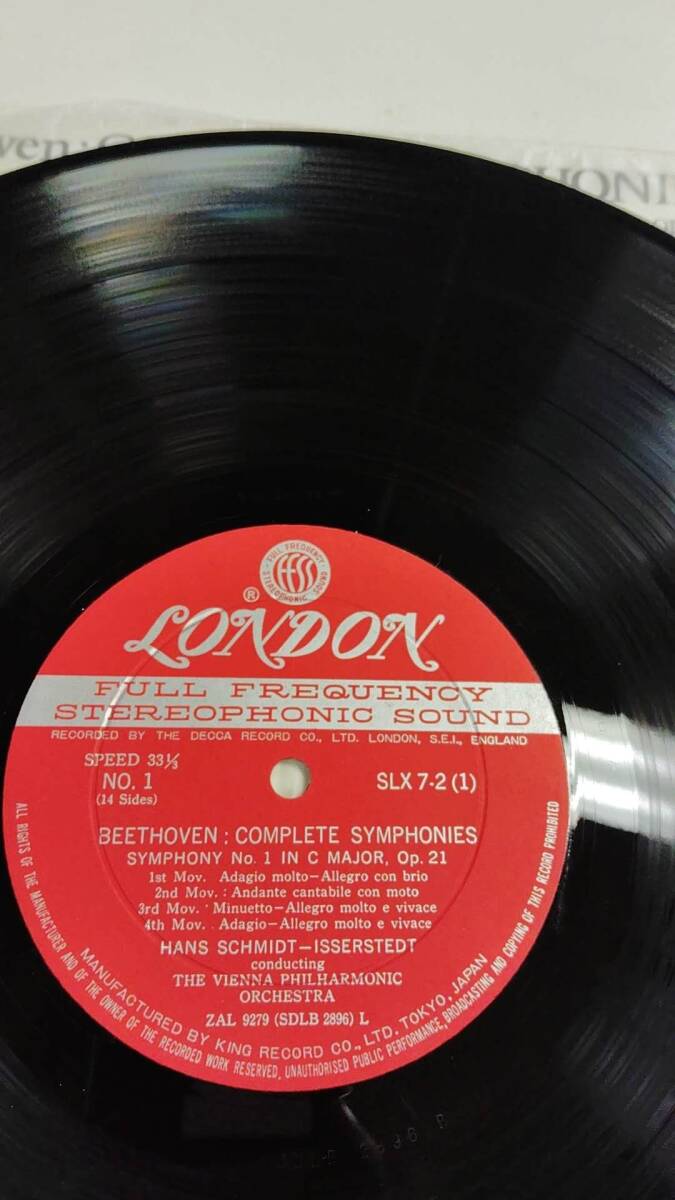 FULL FREQUENCY
STEREOPHONIC SOUND
ffss
® LONDON
FULL FREQUENCY
STEREOPHONIC SOUND
RECORDED BY THE DECCA RECORD CO., LTD. LONDON, S.E.I., ENGLAND
SPEED 33⅓
NO. 1 SLX 7-2 (1)
(14 Sides)
BEETHOVEN : COMPLETE SYMPHONIES
SYMPHONY No. 1 IN C MAJOR, Op. 21
1st Mov. Adagio molto—Allegro con brio
2nd Mov. : Andante cantabile con moto
3rd Mov. Minuetto—Allegro molto e vivace
4th Mov. Adagio—Allegro molto e vivace
HANS SCHMIDT—ISSERSTEDT
conducting
THE VIENNA PHILHARMONIC
ORCHESTRA
ZAL 9279 (SDLB 2896) L
MANUFACTURED BY KING RECORD CO., LTD. TOKYO, JAPAN
ALL RIGHTS OF THE MANUFACTURER AND OF THE OWNER OF THE RECORDED WORK RESERVED, UNAUTHORISED PUBLIC PERFORMANCE, BROADCASTING AND COPYING OF THIS RECORD PROHIBITED